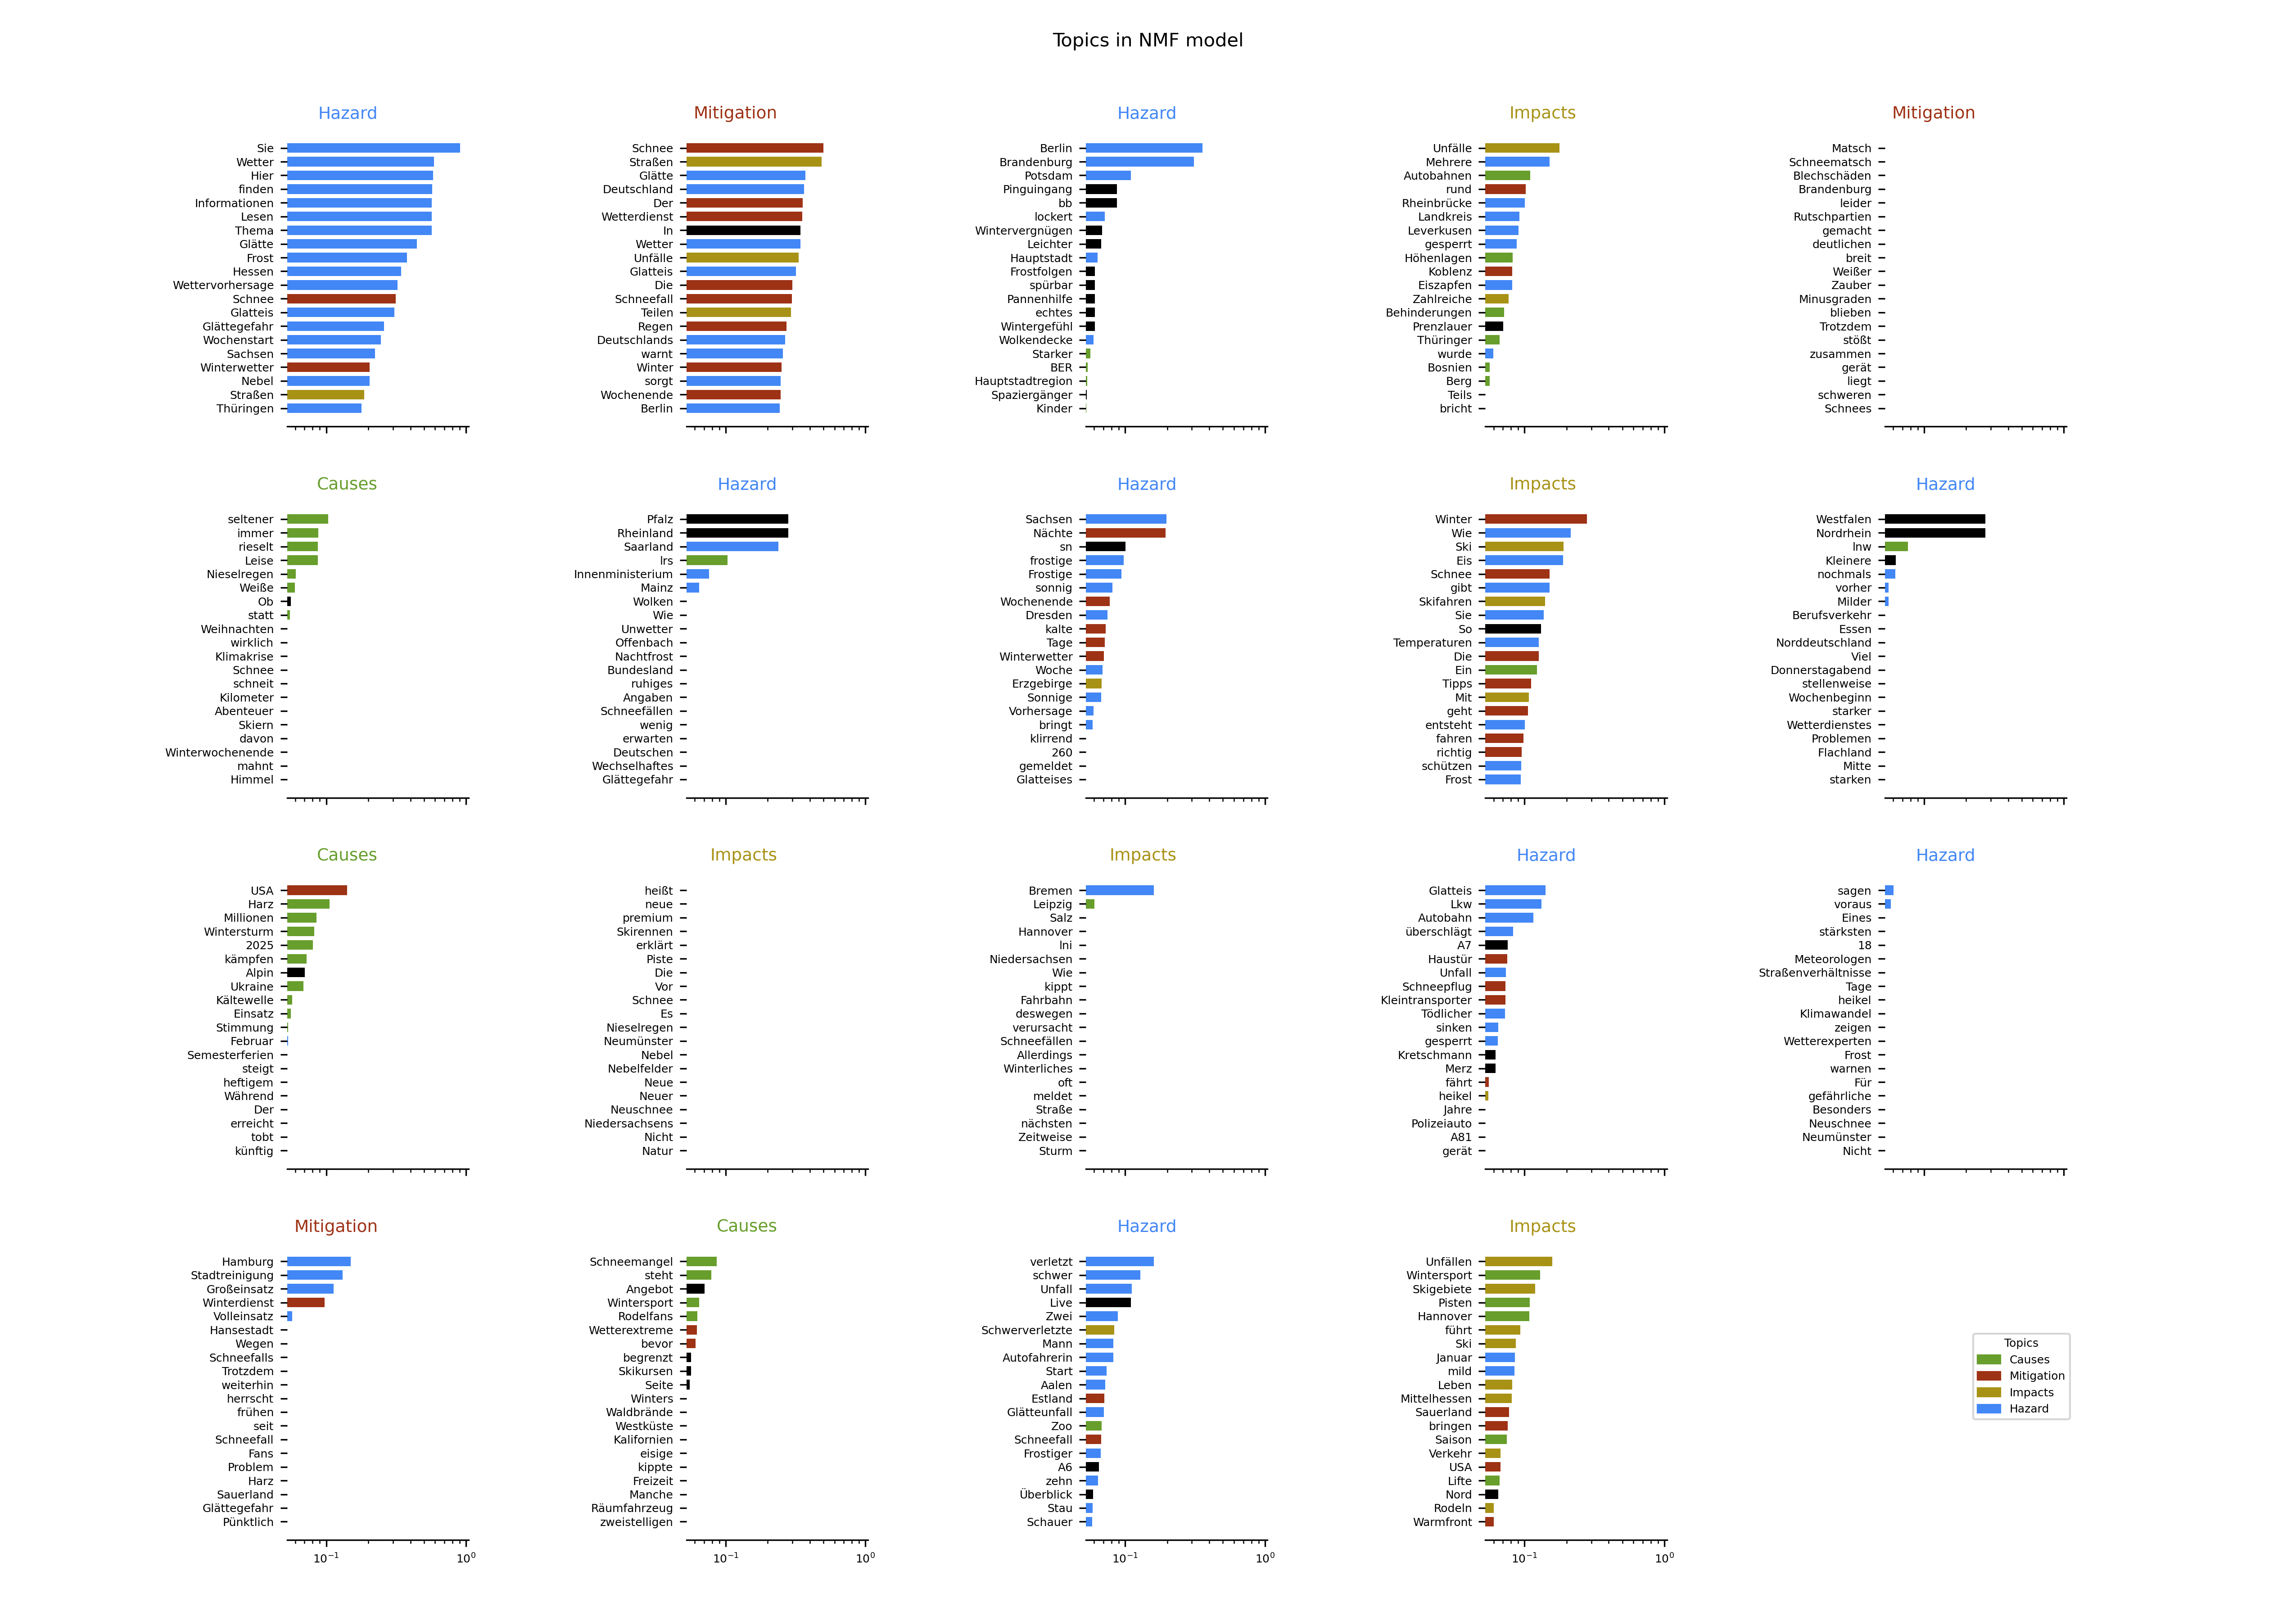 Topics in NMF model
Hazard
Sie
Wetter
Hier
finden
Informationen
Lesen
Thema
Glätte
Frost
Hessen
Wettervorhersage
Schnee
Glatteis
Glättegefahr
Wochenstart
Sachsen
Winterwetter
Nebel
Straßen
Thüringen
Mitigation
Schnee
Straßen
Glätte
Deutschland
Der
Wetterdienst
In
Wetter
Unfälle
Glatteis
Die
Schneefall
Teilen
Regen
Deutschlands
warnt
Winter
sorgt
Wochenende
Berlin
Hazard
Berlin
Brandenburg
Potsdam
Pinguingang
bb
lockert
Wintervergnügen
Leichter
Hauptstadt
Frostfolgen
spürbar
Pannenhilfe
echtes
Wintergefühl
Wolkendecke
Starker
BER
Hauptstadtregion
Spaziergänger
Kinder
Impacts
Unfälle
Mehrere
Autobahnen
rund
Rheinbrücke
Landkreis
Leverkusen
gesperrt
Höhenlagen
Koblenz
Eiszapfen
Zahlreiche
Behinderungen
Prenzlauer
Thüringer
wurde
Bosnien
Berg
Teils
bricht
Mitigation
Matsch
Schneematsch
Blechschäden
Brandenburg
leider
Rutschpartien
gemacht
deutlichen
breit
Weißer
Zauber
Minusgraden
blieben
Trotzdem
stößt
zusammen
gerät
liegt
schweren
Schnees
Causes
seltener
immer
rieselt
Leise
Nieselregen
Weiße
Ob
statt
Weihnachten
wirklich
Klimakrise
Schnee
schneit
Kilometer
Abenteuer
Skiern
davon
Winterwochenende
mahnt
Himmel
Hazard
Pfalz
Rheinland
Saarland
lrs
Innenministerium
Mainz
Wolken
Wie
Unwetter
Offenbach
Nachtfrost
Bundesland
ruhiges
Angaben
Schneefällen
wenig
erwarten
Deutschen
Wechselhaftes
Glättegefahr
Hazard
Sachsen
Nächte
sn
frostige
Frostige
sonnig
Wochenende
Dresden
kalte
Tage
Winterwetter
Woche
Erzgebirge
Sonnige
Vorhersage
bringt
klirrend
260
gemeldet
Glatteises
Impacts
Winter
Wie
Ski
Eis
Schnee
gibt
Skifahren
Sie
So
Temperaturen
Die
Ein
Tipps
Mit
geht
entsteht
fahren
richtig
schützen
Frost
Hazard
Westfalen
Nordrhein
lnw
Kleinere
nochmals
vorher
Milder
Berufsverkehr
Essen
Norddeutschland
Viel
Donnerstagabend
stellenweise
Wochenbeginn
starker
Wetterdienstes
Problemen
Flachland
Mitte
starken
Causes
USA
Harz
Millionen
Wintersturm
2025
kämpfen
Alpin
Ukraine
Kältewelle
Einsatz
Stimmung
Februar
Semesterferien
steigt
heftigem
Während
Der
erreicht
tobt
künftig
Impacts
heißt
neue
premium
Skirennen
erklärt
Piste
Die
Vor
Schnee
Es
Nieselregen
Neumünster
Nebel
Nebelfelder
Neue
Neuer
Neuschnee
Niedersachsens
Nicht
Natur
Impacts
Bremen
Leipzig
Salz
Hannover
lni
Niedersachsen
Wie
kippt
Fahrbahn
deswegen
verursacht
Schneefällen
Allerdings
Winterliches
oft
meldet
Straße
nächsten
Zeitweise
Sturm
Hazard
Glatteis
Lkw
Autobahn
überschlägt
A7
Haustür
Unfall
Schneepflug
Kleintransporter
Tödlicher
sinken
gesperrt
Kretschmann
Merz
fährt
heikel
Jahre
Polizeiauto
A81
gerät
Hazard
sagen
voraus
Eines
stärksten
18
Meteorologen
Straßenverhältnisse
Tage
heikel
Klimawandel
zeigen
Wetterexperten
Frost
warnen
Für
gefährliche
Besonders
Neuschnee
Neumünster
Nicht
Mitigation
Hamburg
Stadtreinigung
Großeinsatz
Winterdienst
Volleinsatz
Hansestadt
Wegen
Schneefalls
Trotzdem
weiterhin
herrscht
frühen
seit
Schneefall
Fans
Problem
Harz
Sauerland
Glättegefahr
Pünktlich
10⁻¹ 10⁰
Causes
Schneemangel
steht
Angebot
Wintersport
Rodelfans
Wetterextreme
bevor
begrenzt
Skikursen
Seite
Winters
Waldbrände
Westküste
Kalifornien
eisige
kippte
Freizeit
Manche
Räumfahrzeug
zweistelligen
10⁻¹ 10⁰
Hazard
verletzt
schwer
Unfall
Live
Zwei
Schwerverletzte
Mann
Autofahrerin
Start
Aalen
Estland
Glätteunfall
Zoo
Schneefall
Frostiger
A6
zehn
Überblick
Stau
Schauer
10⁻¹ 10⁰
Impacts
Unfällen
Wintersport
Skigebiete
Pisten
Hannover
führt
Ski
Januar
mild
Leben
Mittelhessen
Sauerland
bringen
Saison
Verkehr
USA
Lifte
Nord
Rodeln
Warmfront
10⁻¹ 10⁰
Topics
Causes
Mitigation
Impacts
Hazard